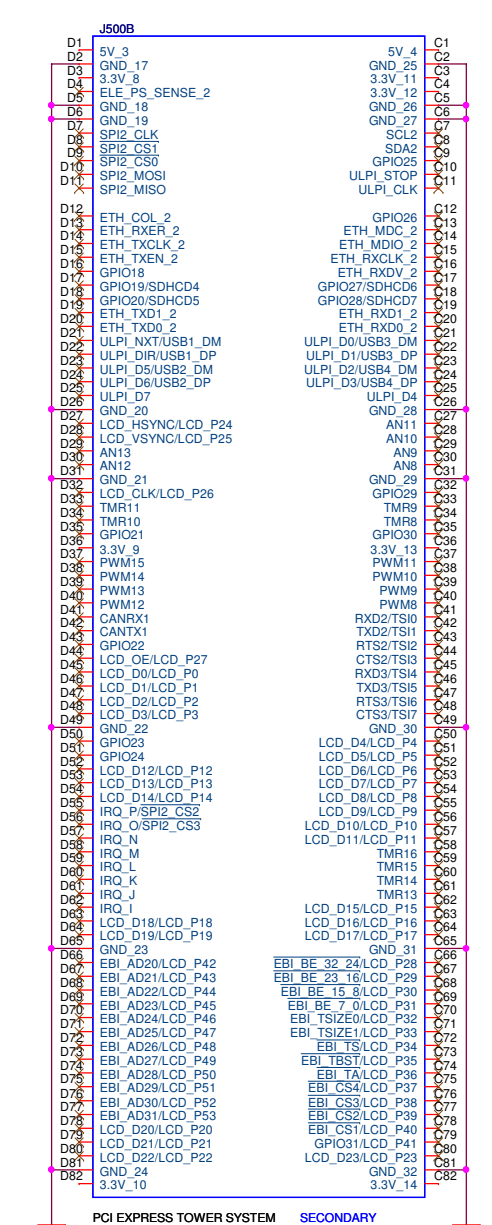 J500B
D1 5V_3 5V_4 C1
D2 GND_17 GND_25 C2
D3 3.3V_8 3.3V_11 C3
D4 ELE_PS_SENSE_2 3.3V_12 C4
D5 GND_18 GND_26 C5
D6 GND_19 GND_27 C6
D7 SPI2_CLK SCL2 C7
D8 SPI2_CS1 SDA2 C8
D9 SPI2_CS0 GPIO25 C9
D10 SPI2_MOSI ULPI_STOP C10
D11 SPI2_MISO ULPI_CLK C11
D12 ETH_COL_2 GPIO26 C12
D13 ETH_RXER_2 ETH_MDC_2 C13
D14 ETH_TXCLK_2 ETH_MDIO_2 C14
D15 ETH_TXEN_2 ETH_RXCLK_2 C15
D16 GPIO18 ETH_RXDV_2 C16
D17 GPIO19/SDHCD4 GPIO27/SDHCD6 C17
D18 GPIO20/SDHCD5 GPIO28/SDHCD7 C18
D19 ETH_TXD1_2 ETH_RXD1_2 C19
D20 ETH_TXD0_2 ETH_RXD0_2 C20
D21 ULPI_NXT/USB1_DM ULPI_D0/USB3_DM C21
D22 ULPI_DIR/USB1_DP ULPI_D1/USB3_DP C22
D23 ULPI_D5/USB2_DM ULPI_D2/USB4_DM C23
D24 ULPI_D6/USB2_DP ULPI_D3/USB4_DP C24
D25 ULPI_D7 ULPI_D4 C25
D26 GND_20 GND_28 C26
D27 LCD_HSYNC/LCD_P24 AN11 C27
D28 LCD_VSYNC/LCD_P25 AN10 C28
D29 AN13 AN9 C29
D30 AN12 AN8 C30
D31 GND_21 GND_29 C31
D32 LCD_CLK/LCD_P26 GPIO29 C32
D33 TMR11 TMR9 C33
D34 TMR10 TMR8 C34
D35 GPIO21 GPIO30 C35
D36 3.3V_9 3.3V_13 C36
D37 PWM15 PWM11 C37
D38 PWM14 PWM10 C38
D39 PWM13 PWM9 C39
D40 PWM12 PWM8 C40
D41 CANRX1 RXD2/TSI0 C41
D42 CANTX1 TXD2/TSI1 C42
D43 GPIO22 RTS2/TSI2 C43
D44 LCD_OE/LCD_P27 CTS2/TSI3 C44
D45 LCD_D0/LCD_P0 RXD3/TSI4 C45
D46 LCD_D1/LCD_P1 TXD3/TSI5 C46
D47 LCD_D2/LCD_P2 RTS3/TSI6 C47
D48 LCD_D3/LCD_P3 CTS3/TSI7 C48
D49 GND_22 GND_30 C49
D50 GPIO23 LCD_D4/LCD_P4 C50
D51 GPIO24 LCD_D5/LCD_P5 C51
D52 LCD_D12/LCD_P12 LCD_D6/LCD_P6 C52
D53 LCD_D13/LCD_P13 LCD_D7/LCD_P7 C53
D54 LCD_D14/LCD_P14 LCD_D8/LCD_P8 C54
D55 IRQ_P/SPI2_CS2 LCD_D9/LCD_P9 C55
D56 IRQ_O/SPI2_CS3 LCD_D10/LCD_P10 C56
D57 IRQ_N LCD_D11/LCD_P11 C57
D58 IRQ_M TMR16 C58
D59 IRQ_L TMR15 C59
D60 IRQ_K TMR14 C60
D61 IRQ_J TMR13 C61
D62 IRQ_I LCD_D15/LCD_P15 C62
D63 LCD_D18/LCD_P18 LCD_D16/LCD_P16 C63
D64 LCD_D19/LCD_P19 LCD_D17/LCD_P17 C64
D65 GND_23 GND_31 C65
D66 EBI_AD20/LCD_P42 EBI_BE_32_24/LCD_P28 C66
D67 EBI_AD21/LCD_P43 EBI_BE_23_16/LCD_P29 C67
D68 EBI_AD22/LCD_P44 EBI_BE_15_8/LCD_P30 C68
D69 EBI_AD23/LCD_P45 EBI_BE_7_0/LCD_P31 C69
D70 EBI_AD24/LCD_P46 EBI_TSIZE0/LCD_P32 C70
D71 EBI_AD25/LCD_P47 EBI_TSIZE1/LCD_P33 C71
D72 EBI_AD26/LCD_P48 EBI_TS/LCD_P34 C72
D73 EBI_AD27/LCD_P49 EBI_TBST/LCD_P35 C73
D74 EBI_AD28/LCD_P50 EBI_TA/LCD_P36 C74
D75 EBI_AD29/LCD_P51 EBI_CS4/LCD_P37 C75
D76 EBI_AD30/LCD_P52 EBI_CS3/LCD_P38 C76
D77 EBI_AD31/LCD_P53 EBI_CS2/LCD_P39 C77
D78 LCD_D20/LCD_P20 EBI_CS1/LCD_P40 C78
D79 LCD_D21/LCD_P21 GPIO31/LCD_P41 C79
D80 LCD_D22/LCD_P22 LCD_D23/LCD_P23 C80
D81 GND_24 GND_32 C81
D82 3.3V_10 3.3V_14 C82
PCI EXPRESS TOWER SYSTEM SECONDARY